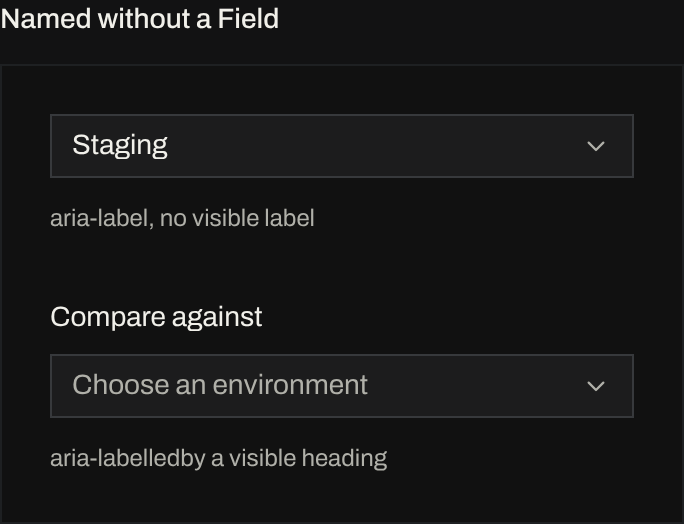 Named without a Field
Staging
aria-label, no visible label
Compare against
Choose an environment
aria-labelledby a visible heading